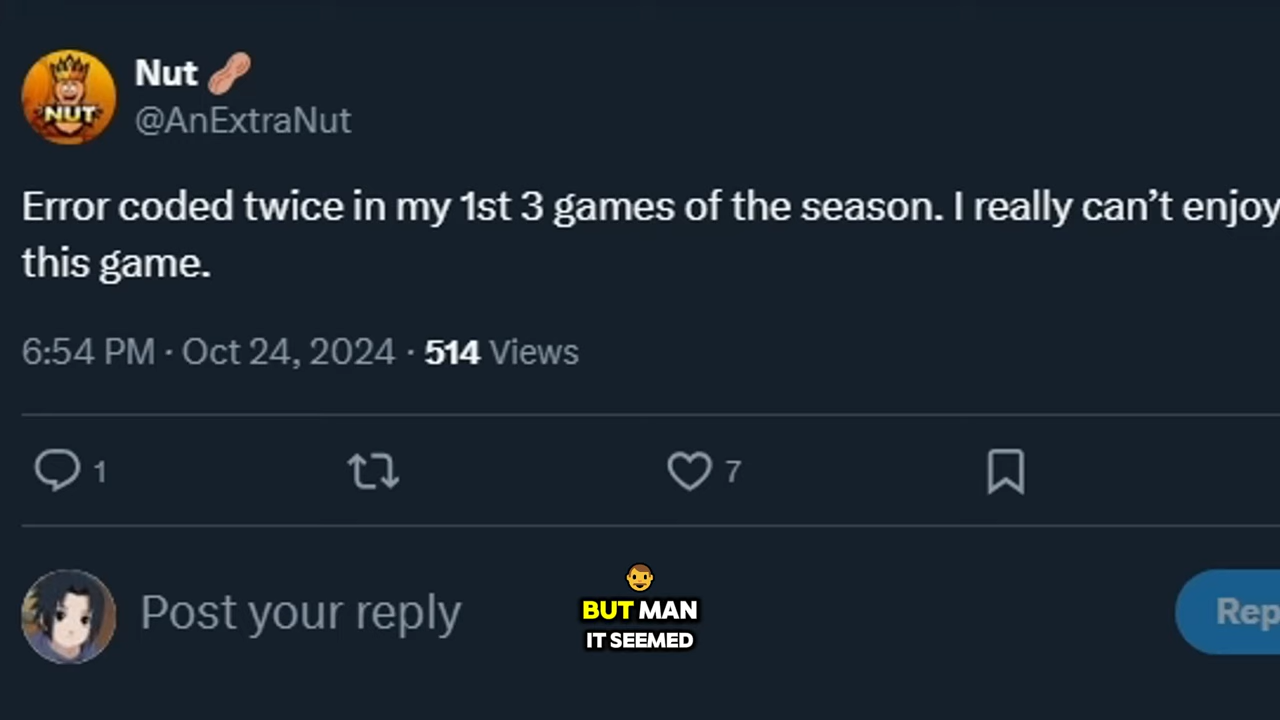 Nut 🥜
@AnExtraNut
NUT
Error coded twice in my 1st 3 games of the season. I really can’t enjoy
this game.
6:54 PM · Oct 24, 2024 · 514 Views
1 7
Post your reply
Rep
BUT MAN
IT SEEMED